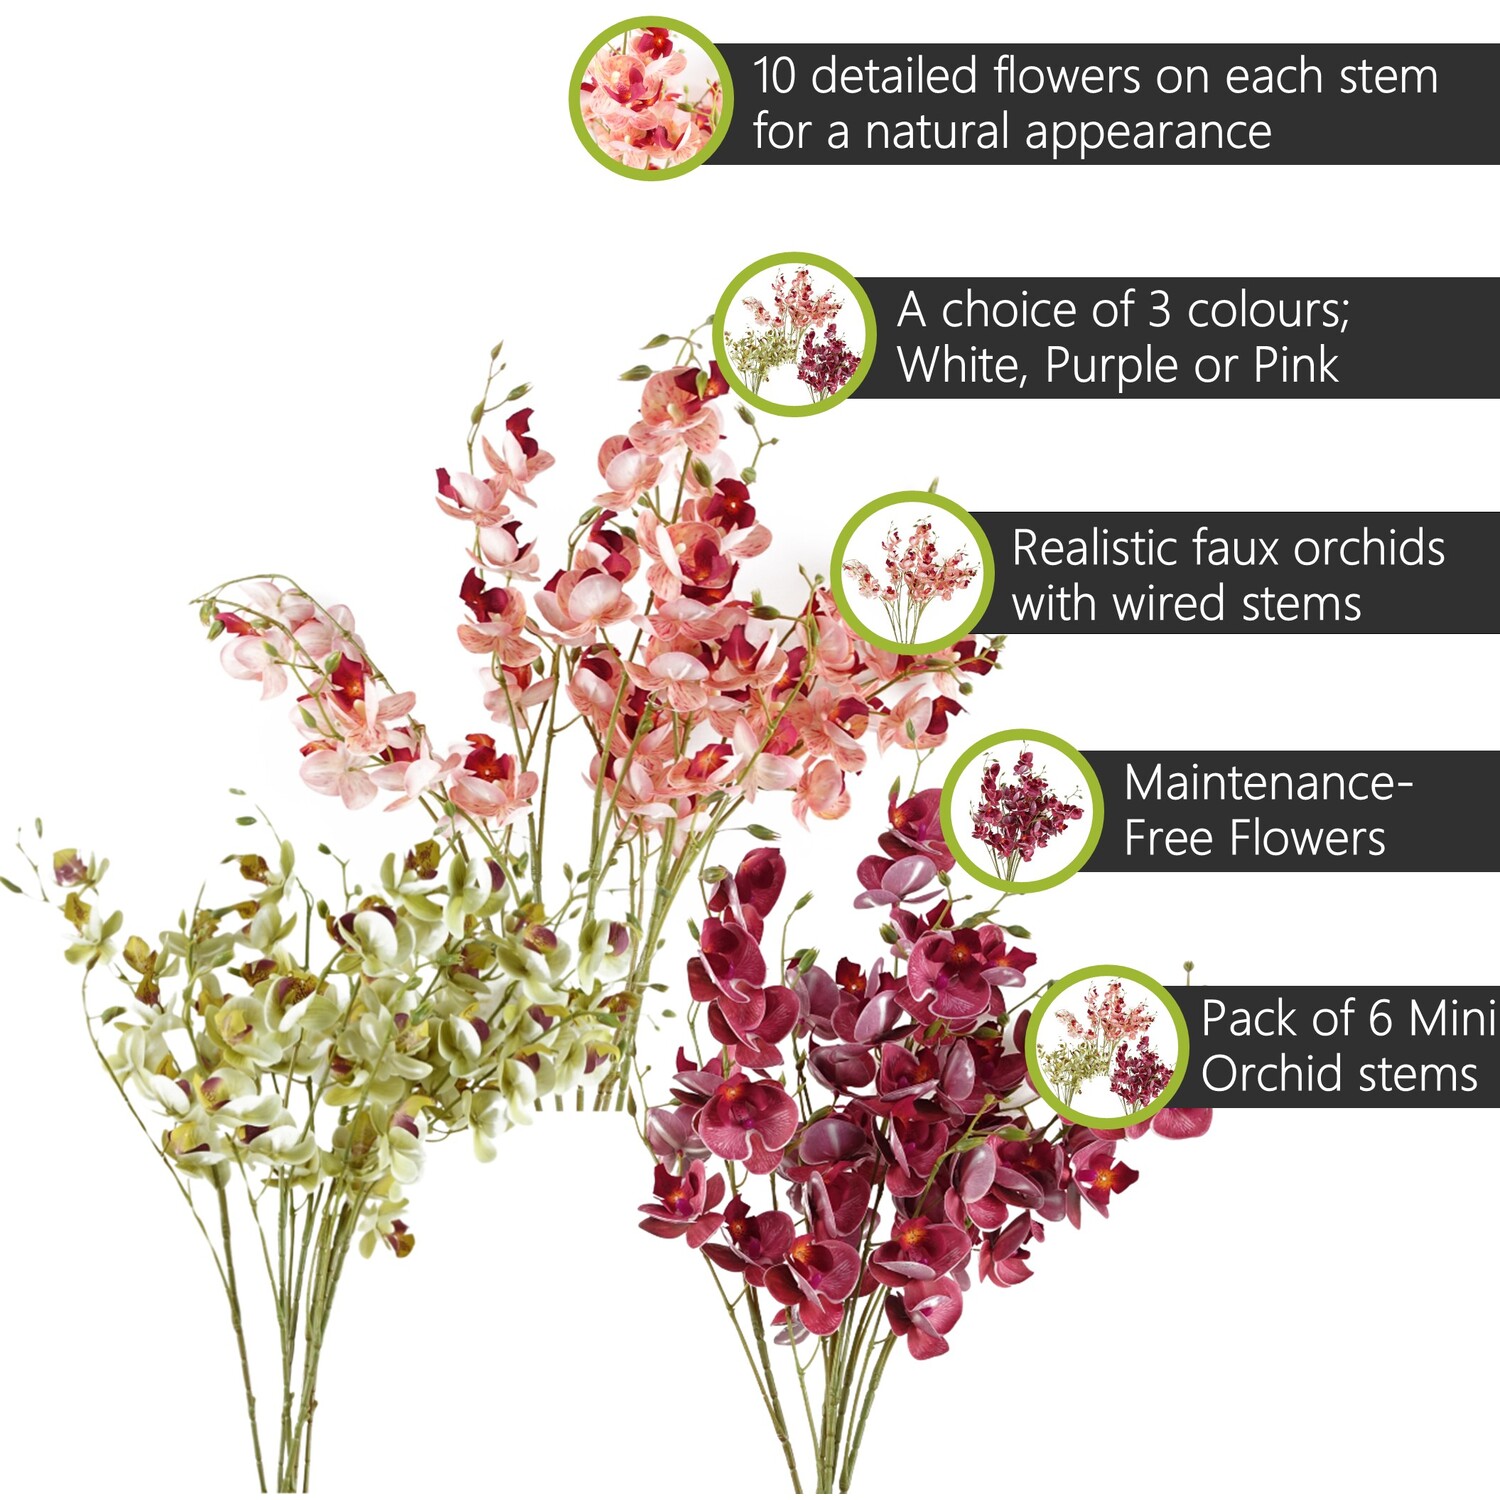 10 detailed flowers on each stem
for a natural appearance
A choice of 3 colours;
White, Purple or Pink
Realistic faux orchids
with wired stems
Maintenance-
Free Flowers
Pack of 6 Mini
Orchid stems